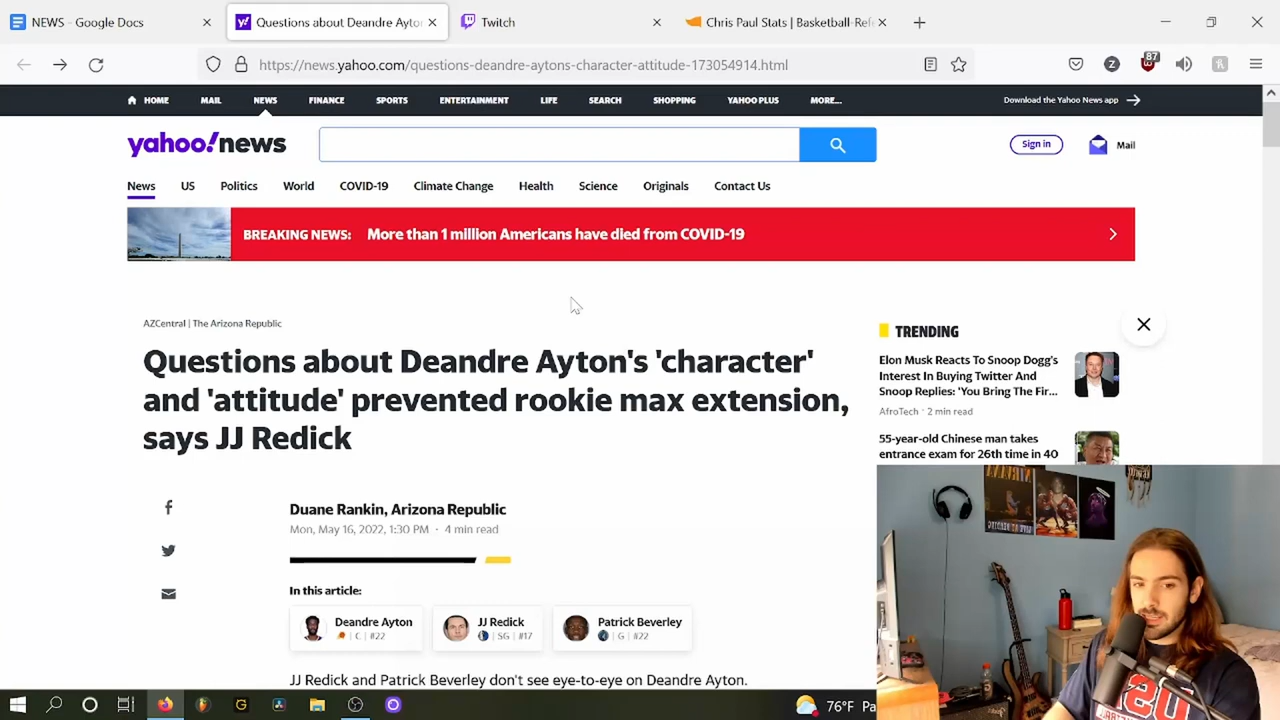 NEWS - Google Docs
Questions about Deandre Ayto
Twitch
Chris Paul Stats | Basketball-Refe
https://news.yahoo.com/questions-deandre-aytons-character-attitude-173054914.html
87
HOME MAIL NEWS FINANCE SPORTS ENTERTAINMENT LIFE SEARCH SHOPPING YAHOO PLUS MORE...
Download the Yahoo News app
yahoo!news
Sign in
Mail
News US Politics World COVID-19 Climate Change Health Science Originals Contact Us
BREAKING NEWS: More than 1 million Americans have died from COVID-19
AZCentral | The Arizona Republic
Questions about Deandre Ayton's 'character'
and 'attitude' prevented rookie max extension,
says JJ Redick
Duane Rankin, Arizona Republic
Mon, May 16, 2022, 1:30 PM · 4 min read
In this article:
Deandre Ayton
| C | #22
JJ Redick
| SG | #17
Patrick Beverley
| G | #22
JJ Redick and Patrick Beverley don't see eye-to-eye on Deandre Ayton.
TRENDING
Elon Musk Reacts To Snoop Dogg's
Interest In Buying Twitter And
Snoop Replies: 'You Bring The Fir...
AfroTech · 2 min read
55-year-old Chinese man takes
entrance exam for 26th time in 40
76°F Pa